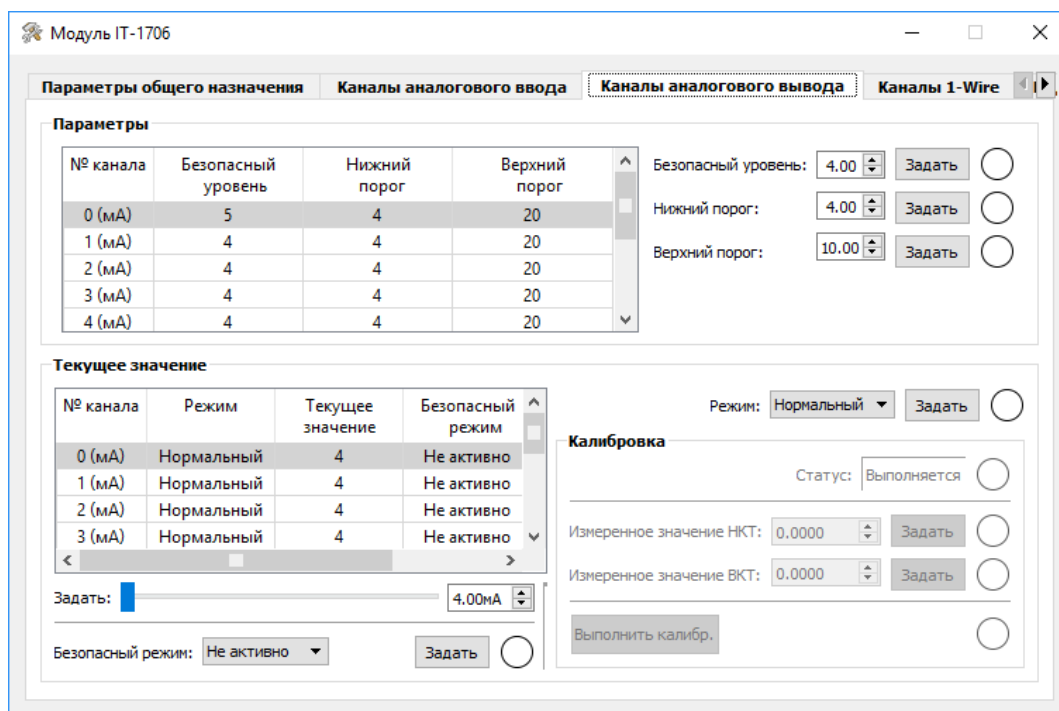 Модуль IT-1706
Параметры общего назначения Каналы аналогового ввода Каналы аналогового вывода Каналы 1-Wire
Параметры
№ канала Безопасный уровень Нижний порог Верхний порог
0 (мА) 5 4 20
1 (мА) 4 4 20
2 (мА) 4 4 20
3 (мА) 4 4 20
4 (мА) 4 4 20
Безопасный уровень: 4.00 Задать
Нижний порог: 4.00 Задать
Верхний порог: 10.00 Задать
Текущее значение
№ канала Режим Текущее значение Безопасный режим
0 (мА) Нормальный 4 Не активно
1 (мА) Нормальный 4 Не активно
2 (мА) Нормальный 4 Не активно
3 (мА) Нормальный 4 Не активно
Задать: 4.00мА
Безопасный режим: Не активно Задать
Режим: Нормальный Задать
Калибровка
Статус: Выполняется
Измеренное значение НКТ: 0.0000 Задать
Измеренное значение ВКТ: 0.0000 Задать
Выполнить калибр.